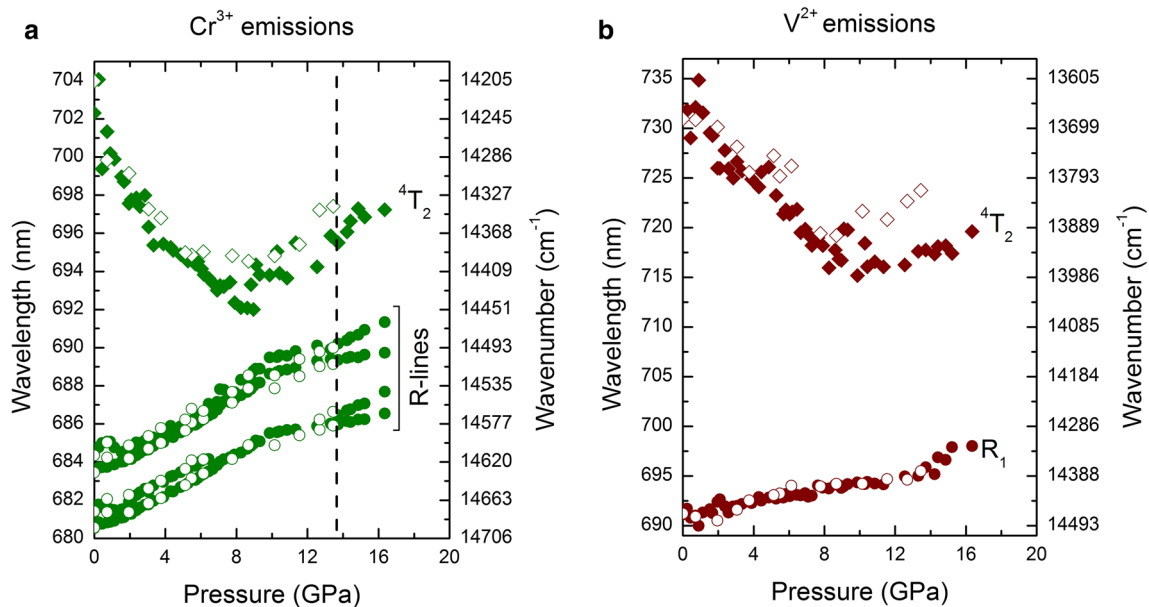 a
Cr³⁺ emissions
704
702
700
698
696
694
692
690
688
686
684
682
680
Wavelength (nm)
14205
14245
14286
14327
14368
14409
14451
14493
14535
14577
14620
14663
14706
Wavenumber (cm⁻¹)
⁴T₂
R-lines
0 4 8 12 16 20
Pressure (GPa)
b
V²⁺ emissions
735
730
725
720
715
710
705
700
695
690
Wavelength (nm)
13605
13699
13793
13889
13986
14085
14184
14286
14388
14493
Wavenumber (cm⁻¹)
⁴T₂
R₁
0 4 8 12 16 20
Pressure (GPa)